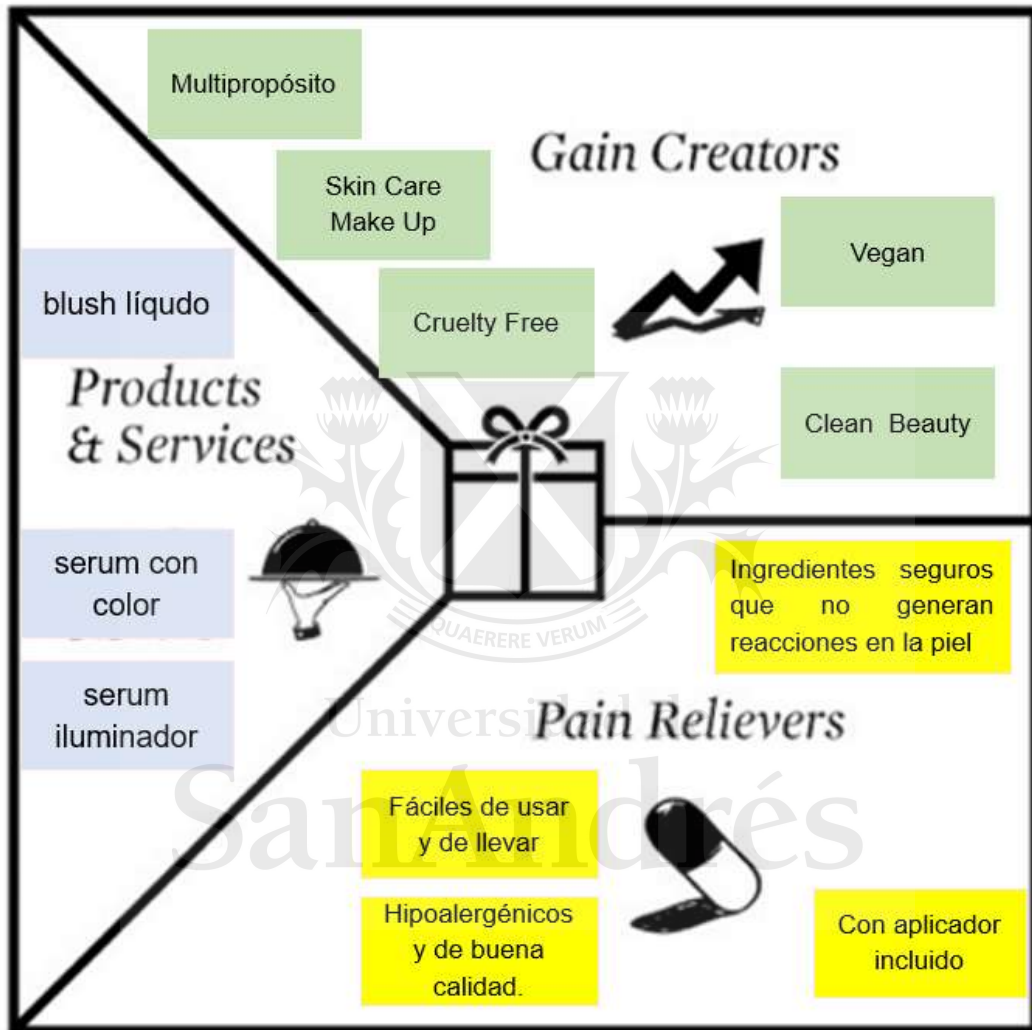 Multipropósito
Gain Creators
Skin Care
Make Up
Vegan
blush líqudo
Cruelty Free
Products
& Services
Clean Beauty
serum con
color
Ingredientes seguros
que no generan
reacciones en la piel
QUAERERE VERUM
serum
iluminador
Universidad de
Pain Relievers
SanAndrés
Fáciles de usar
y de llevar
Hipoalergénicos
y de buena
calidad.
Con aplicador
incluido